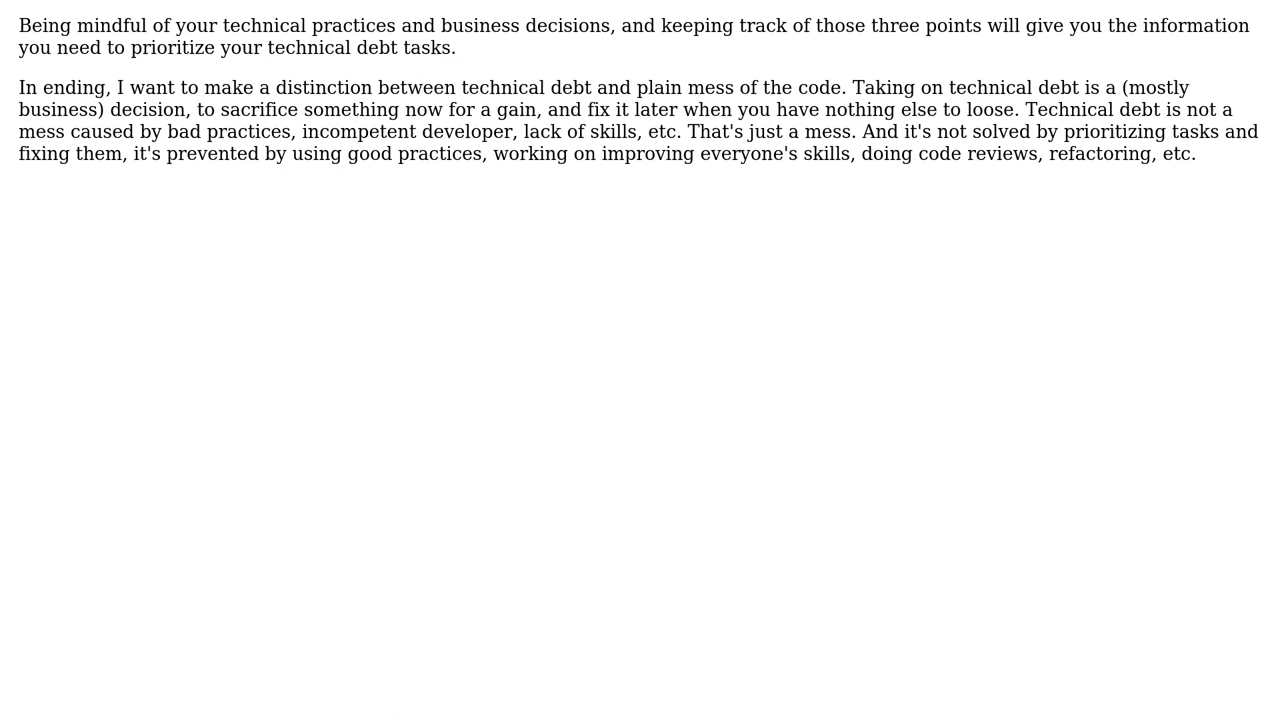 Being mindful of your technical practices and business decisions, and keeping track of those three points will give you the information
you need to prioritize your technical debt tasks.
In ending, I want to make a distinction between technical debt and plain mess of the code. Taking on technical debt is a (mostly
business) decision, to sacrifice something now for a gain, and fix it later when you have nothing else to loose. Technical debt is not a
mess caused by bad practices, incompetent developer, lack of skills, etc. That's just a mess. And it's not solved by prioritizing tasks and
fixing them, it's prevented by using good practices, working on improving everyone's skills, doing code reviews, refactoring, etc.